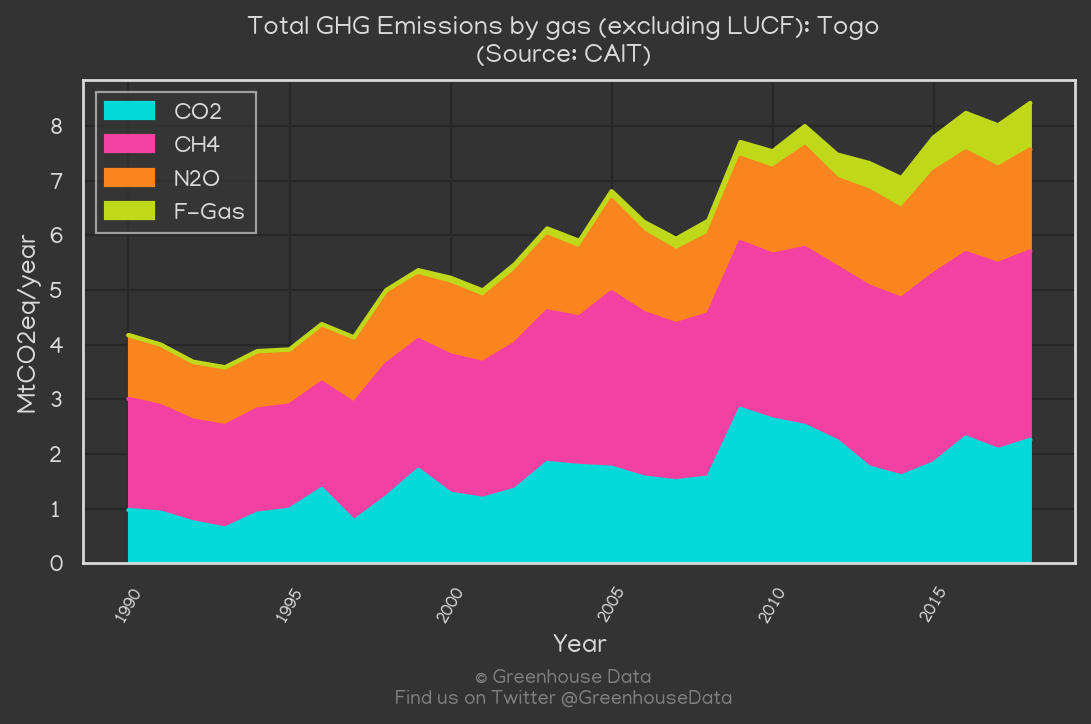 Total GHG Emissions by gas (excluding LUCF): Togo
(Source: CAIT)
CO2
CH4
N2O
F-Gas
MtCO2eq/year
8
7
6
5
4
3
2
1
0
1990
1995
2000
2005
2010
2015
Year
© Greenhouse Data
Find us on Twitter @GreenhouseData